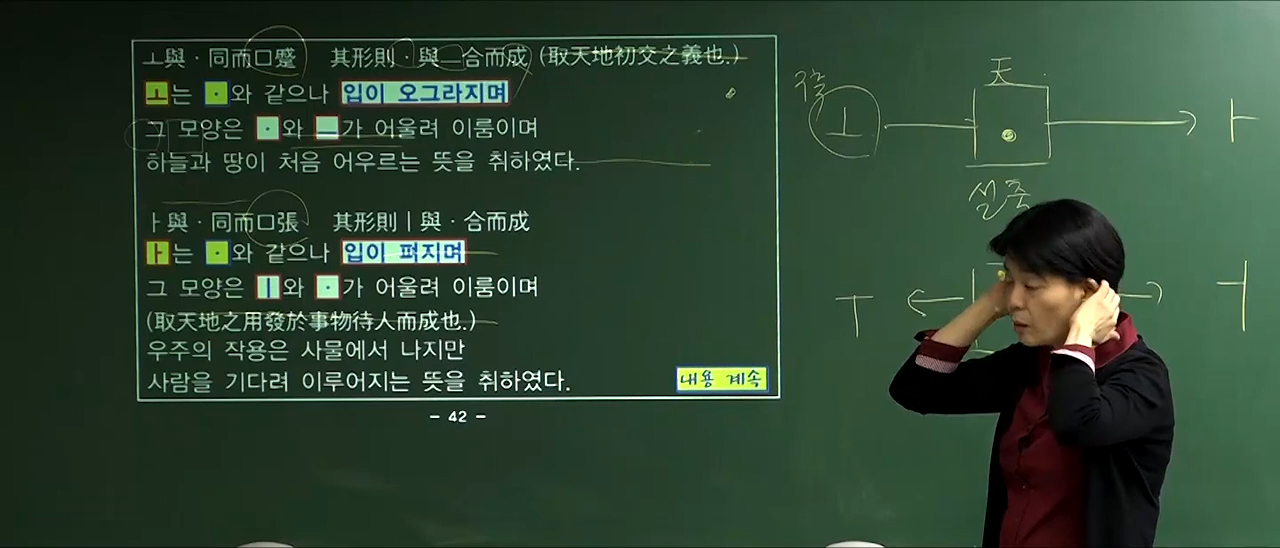 ㅗ與ㆍ同而口蹙 其形則ㆍ與ㅡ合而成 (取天地初交之義也.)
ㅗ는 ㆍ와 같으나 입이 오그라지며
그 모양은 ㆍ와 ㅡ가 어울려 이룸이며
하늘과 땅이 처음 어우르는 뜻을 취하였다.
ㅏ與ㆍ同而口張 其形則ㅣ與ㆍ合而成
ㅏ는 ㆍ와 같으나 입이 퍼지며
그 모양은 ㅣ와 ㆍ가 어울려 이룸이며
(取天地之用發於事物待人而成也.)
우주의 작용은 사물에서 나지만
사람을 기다려 이루어지는 뜻을 취하였다.
내용 계속
- 42 -
天
ㅗ ㅏ
설축
ㅜ ㅓ